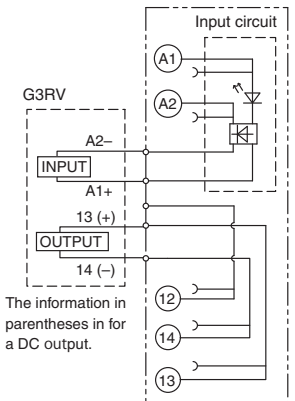 Input circuit
A1
G3RV
A2
A2–
INPUT
A1+
13 (+)
OUTPUT
14 (–)
The information in
parentheses in for
a DC output.
12
14
13